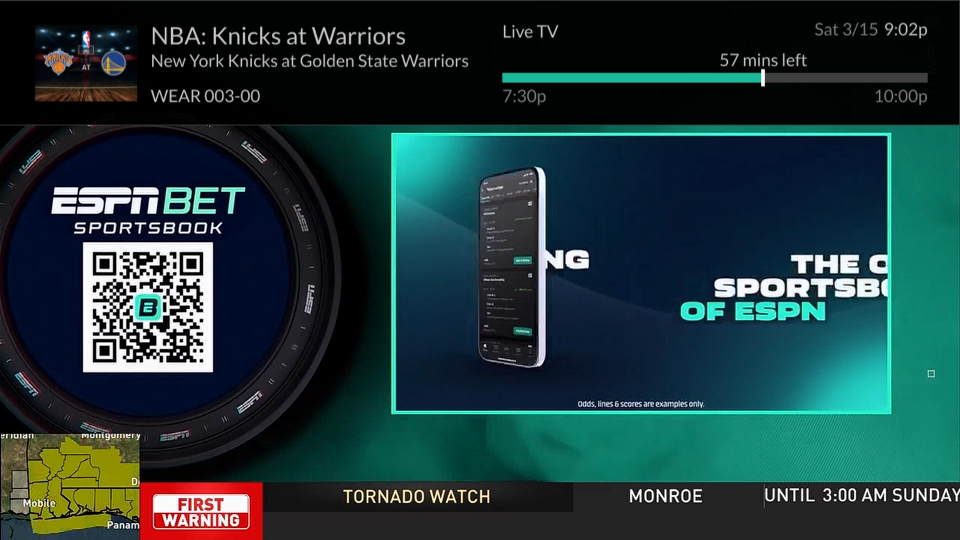 NBA: Knicks at Warriors
New York Knicks at Golden State Warriors
WEAR 003-00
Live TV
Sat 3/15 9:02p
57 mins left
7:30p
10:00p
ESPN BET
SPORTSBOOK
B
NG
THE O
SPORTSBO
OF ESPN
Odds, lines & scores are examples only.
eridian
Montgomery
Mobile
Panam
FIRST
WARNING
TORNADO WATCH
MONROE
UNTIL 3:00 AM SUNDAY